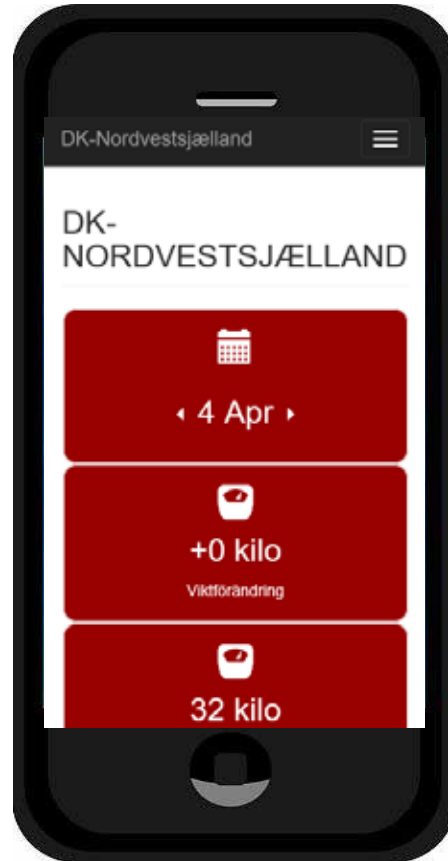 DK-Nordvestsjælland
DK-
NORDVESTSJÆLLAND
4 Apr
+0 kilo
Viktförändring
32 kilo